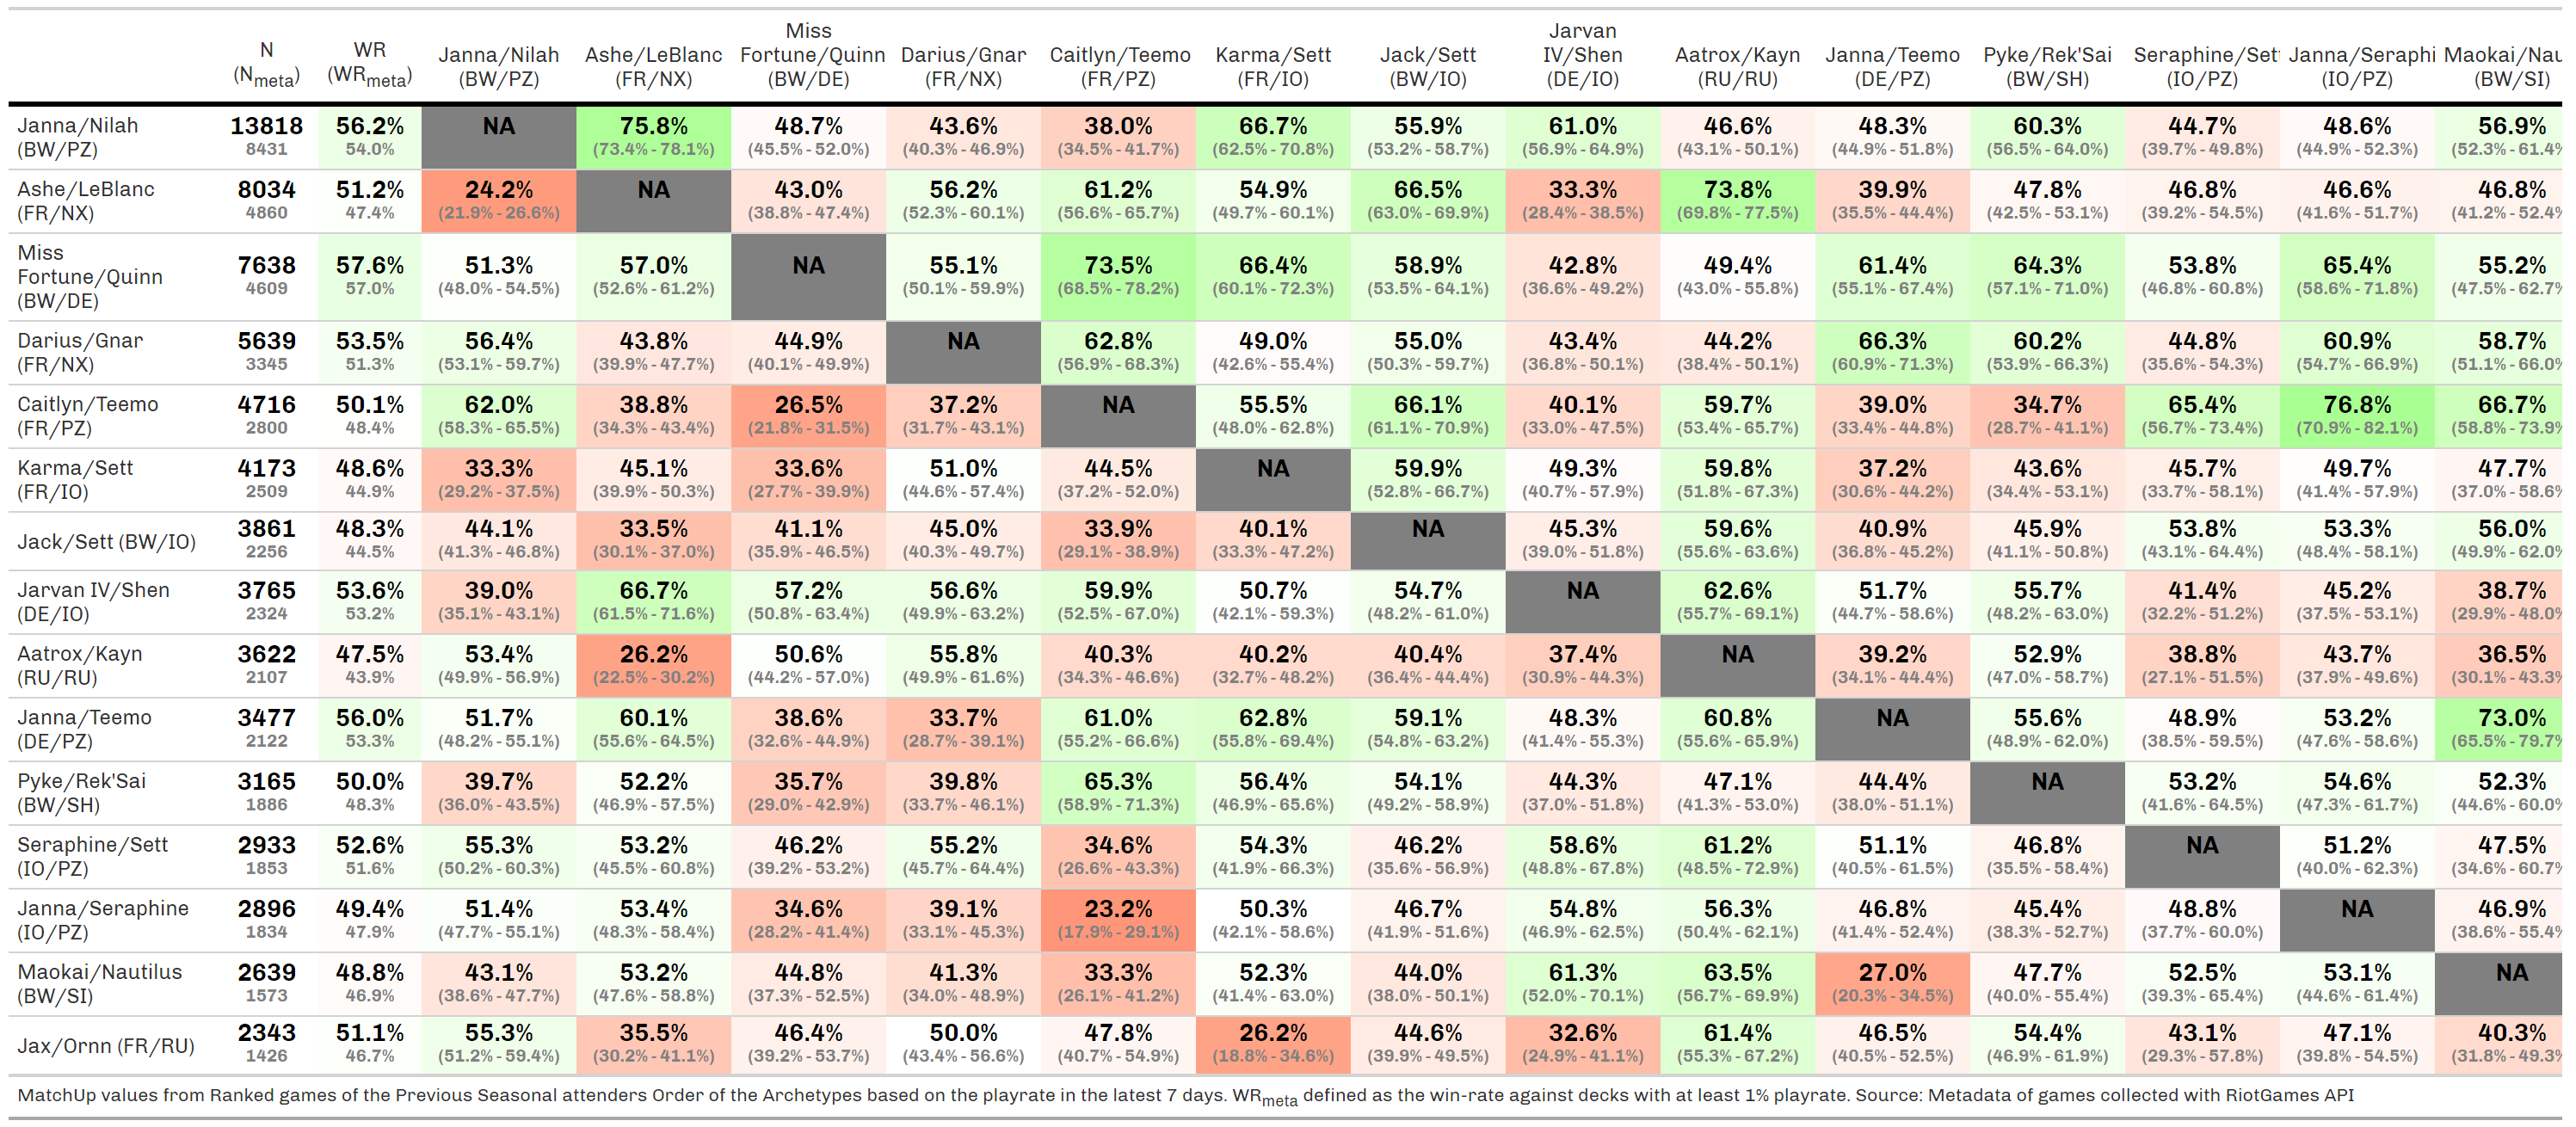 Miss Jarvan
N WR Janna/Nilah Ashe/LeBlanc Fortune/Quinn Darius/Gnar Caitlyn/Teemo Karma/Sett Jack/Sett IV/Shen Aatrox/Kayn Janna/Teemo Pyke/Rek'Sai Seraphine/Set Janna/Seraphi Maokai/Nau
(Nmeta) (WRmeta) (BW/PZ) (FR/NX) (BW/DE) (FR/NX) (FR/PZ) (FR/IO) (BW/IO) (DE/IO) (RU/RU) (DE/PZ) (BW/SH) (IO/PZ) (IO/PZ) (BW/SI)
Janna/Nilah 13818 56.2% NA 75.8% 48.7% 43.6% 38.0% 66.7% 55.9% 61.0% 46.6% 48.3% 60.3% 44.7% 48.6% 56.9%
(BW/PZ) 8431 54.0% (73.4% - 78.1%) (45.5% - 52.0%) (40.3% - 46.9%) (34.5% - 41.7%) (62.5% - 70.8%) (53.2% - 58.7%) (56.9% - 64.9%) (43.1% - 50.1%) (44.9% - 51.8%) (56.5% - 64.0%) (39.7% - 49.8%) (44.9% - 52.3%) (52.3% - 61.4%
Ashe/LeBlanc 8034 51.2% 24.2% NA 43.0% 56.2% 61.2% 54.9% 66.5% 33.3% 73.8% 39.9% 47.8% 46.8% 46.6% 46.8%
(FR/NX) 4860 47.4% (21.9% - 26.6%) (38.8% - 47.4%) (52.3% - 60.1%) (56.6% - 65.7%) (49.7% - 60.1%) (63.0% - 69.9%) (28.4% - 38.5%) (69.8% - 77.5%) (35.5% - 44.4%) (42.5% - 53.1%) (39.2% - 54.5%) (41.6% - 51.7%) (41.2% - 52.4%
Miss
Fortune/Quinn 7638 57.6% 51.3% 57.0% NA 55.1% 73.5% 66.4% 58.9% 42.8% 49.4% 61.4% 64.3% 53.8% 65.4% 55.2%
(BW/DE) 4609 57.0% (48.0% - 54.5%) (52.6% - 61.2%) (50.1% - 59.9%) (68.5% - 78.2%) (60.1% - 72.3%) (53.5% - 64.1%) (36.6% - 49.2%) (43.0% - 55.8%) (55.1% - 67.4%) (57.1% - 71.0%) (46.8% - 60.8%) (58.6% - 71.8%) (47.5% - 62.7%
Darius/Gnar 5639 53.5% 56.4% 43.8% 44.9% NA 62.8% 49.0% 55.0% 43.4% 44.2% 66.3% 60.2% 44.8% 60.9% 58.7%
(FR/NX) 3345 51.3% (53.1% - 59.7%) (39.9% - 47.7%) (40.1% - 49.9%) (56.9% - 68.3%) (42.6% - 55.4%) (50.3% - 59.7%) (36.8% - 50.1%) (38.4% - 50.1%) (60.9% - 71.3%) (53.9% - 66.3%) (35.6% - 54.3%) (54.7% - 66.9%) (51.1% - 66.0%
Caitlyn/Teemo 4716 50.1% 62.0% 38.8% 26.5% 37.2% NA 55.5% 66.1% 40.1% 59.7% 39.0% 34.7% 65.4% 76.8% 66.7%
(FR/PZ) 2800 48.4% (58.3% - 65.5%) (34.3% - 43.4%) (21.8% - 31.5%) (31.7% - 43.1%) (48.0% - 62.8%) (61.1% - 70.9%) (33.0% - 47.5%) (53.4% - 65.7%) (33.4% - 44.8%) (28.7% - 41.1%) (56.7% - 73.4%) (70.9% - 82.1%) (58.8% - 73.9%
Karma/Sett 4173 48.6% 33.3% 45.1% 33.6% 51.0% 44.5% NA 59.9% 49.3% 59.8% 37.2% 43.6% 45.7% 49.7% 47.7%
(FR/IO) 2509 44.9% (29.2% - 37.5%) (39.9% - 50.3%) (27.7% - 39.9%) (44.6% - 57.4%) (37.2% - 52.0%) (52.8% - 66.7%) (40.7% - 57.9%) (51.8% - 67.3%) (30.6% - 44.2%) (34.4% - 53.1%) (33.7% - 58.1%) (41.4% - 57.9%) (37.0% - 58.6%
Jack/Sett (BW/IO) 3861 48.3% 44.1% 33.5% 41.1% 45.0% 33.9% 40.1% NA 45.3% 59.6% 40.9% 45.9% 53.8% 53.3% 56.0%
2256 44.5% (41.3% - 46.8%) (30.1% - 37.0%) (35.9% - 46.5%) (40.3% - 49.7%) (29.1% - 38.9%) (33.3% - 47.2%) (39.0% - 51.8%) (55.6% - 63.6%) (36.8% - 45.2%) (41.1% - 50.8%) (43.1% - 64.4%) (48.4% - 58.1%) (49.9% - 62.0%
Jarvan IV/Shen 3765 53.6% 39.0% 66.7% 57.2% 56.6% 59.9% 50.7% 54.7% NA 62.6% 51.7% 55.7% 41.4% 45.2% 38.7%
(DE/IO) 2324 53.2% (35.1% - 43.1%) (61.5% - 71.6%) (50.8% - 63.4%) (49.9% - 63.2%) (52.5% - 67.0%) (42.1% - 59.3%) (48.2% - 61.0%) (55.7% - 69.1%) (44.7% - 58.6%) (48.2% - 63.0%) (32.2% - 51.2%) (37.5% - 53.1%) (29.9% - 48.0%
Aatrox/Kayn 3622 47.5% 53.4% 26.2% 50.6% 55.8% 40.3% 40.2% 40.4% 37.4% NA 39.2% 52.9% 38.8% 43.7% 36.5%
(RU/RU) 2107 43.9% (49.9% - 56.9%) (22.5% - 30.2%) (44.2% - 57.0%) (49.9% - 61.6%) (34.3% - 46.6%) (32.7% - 48.2%) (36.4% - 44.4%) (30.9% - 44.3%) (34.1% - 44.4%) (47.0% - 58.7%) (27.1% - 51.5%) (37.9% - 49.6%) (30.1% - 43.3%
Janna/Teemo 3477 56.0% 51.7% 60.1% 38.6% 33.7% 61.0% 62.8% 59.1% 48.3% 60.8% NA 55.6% 48.9% 53.2% 73.0%
(DE/PZ) 2122 53.3% (48.2% - 55.1%) (55.6% - 64.5%) (32.6% - 44.9%) (28.7% - 39.1%) (55.2% - 66.6%) (55.8% - 69.4%) (54.8% - 63.2%) (41.4% - 55.3%) (55.6% - 65.9%) (48.9% - 62.0%) (38.5% - 59.5%) (47.6% - 58.6%) (65.5% - 79.7%
Pyke/Rek'Sai 3165 50.0% 39.7% 52.2% 35.7% 39.8% 65.3% 56.4% 54.1% 44.3% 47.1% 44.4% NA 53.2% 54.6% 52.3%
(BW/SH) 1886 48.3% (36.0% - 43.5%) (46.9% - 57.5%) (29.0% - 42.9%) (33.7% - 46.1%) (58.9% - 71.3%) (46.9% - 65.6%) (49.2% - 58.9%) (37.0% - 51.8%) (41.3% - 53.0%) (38.0% - 51.1%) (41.6% - 64.5%) (47.3% - 61.7%) (44.6% - 60.0%
Seraphine/Sett 2933 52.6% 55.3% 53.2% 46.2% 55.2% 34.6% 54.3% 46.2% 58.6% 61.2% 51.1% 46.8% NA 51.2% 47.5%
(IO/PZ) 1853 51.6% (50.2% - 60.3%) (45.5% - 60.8%) (39.2% - 53.2%) (45.7% - 64.4%) (26.6% - 43.3%) (41.9% - 66.3%) (35.6% - 56.9%) (48.8% - 67.8%) (48.5% - 72.9%) (40.5% - 61.5%) (35.5% - 58.4%) (40.0% - 62.3%) (34.6% - 60.7%
Janna/Seraphine 2896 49.4% 51.4% 53.4% 34.6% 39.1% 23.2% 50.3% 46.7% 54.8% 56.3% 46.8% 45.4% 48.8% NA 46.9%
(IO/PZ) 1834 47.9% (47.7% - 55.1%) (48.3% - 58.4%) (28.2% - 41.4%) (33.1% - 45.3%) (17.9% - 29.1%) (42.1% - 58.6%) (41.9% - 51.6%) (46.9% - 62.5%) (50.4% - 62.1%) (41.4% - 52.4%) (38.3% - 52.7%) (37.7% - 60.0%) (38.6% - 55.4%
Maokai/Nautilus 2639 48.8% 43.1% 53.2% 44.8% 41.3% 33.3% 52.3% 44.0% 61.3% 63.5% 27.0% 47.7% 52.5% 53.1% NA
(BW/SI) 1573 46.9% (38.6% - 47.7%) (47.6% - 58.8%) (37.3% - 52.5%) (34.0% - 48.9%) (26.1% - 41.2%) (41.4% - 63.0%) (38.0% - 50.1%) (52.0% - 70.1%) (56.7% - 69.9%) (20.3% - 34.5%) (40.0% - 55.4%) (39.3% - 65.4%) (44.6% - 61.4%)
Jax/Ornn (FR/RU) 2343 51.1% 55.3% 35.5% 46.4% 50.0% 47.8% 26.2% 44.6% 32.6% 61.4% 46.5% 54.4% 43.1% 47.1% 40.3%
1426 46.7% (51.2% - 59.4%) (30.2% - 41.1%) (39.2% - 53.7%) (43.4% - 56.6%) (40.7% - 54.9%) (18.8% - 34.6%) (39.9% - 49.5%) (24.9% - 41.1%) (55.3% - 67.2%) (40.5% - 52.5%) (46.9% - 61.9%) (29.3% - 57.8%) (39.8% - 54.5%) (31.8% - 49.3%
MatchUp values from Ranked games of the Previous Seasonal attenders Order of the Archetypes based on the playrate in the latest 7 days. WRmeta defined as the win-rate against decks with at least 1% playrate. Source: Metadata of games collected with RiotGames API